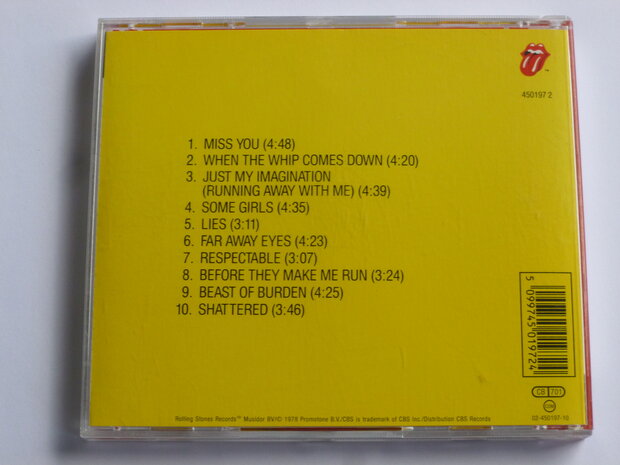 450197 2
1. MISS YOU (4:48)
2. WHEN THE WHIP COMES DOWN (4:20)
3. JUST MY IMAGINATION
(RUNNING AWAY WITH ME) (4:39)
4. SOME GIRLS (4:35)
5. LIES (3:11)
6. FAR AWAY EYES (4:23)
7. RESPECTABLE (3:07)
8. BEFORE THEY MAKE ME RUN (3:24)
9. BEAST OF BURDEN (4:25)
10. SHATTERED (3:46)
5 099745 019724
CB 701
Rolling Stones Records™ Musidor BV/© 1978 Promotone B.V./CBS is trademark of CBS Inc./Distribution CBS Records
02-450197-10